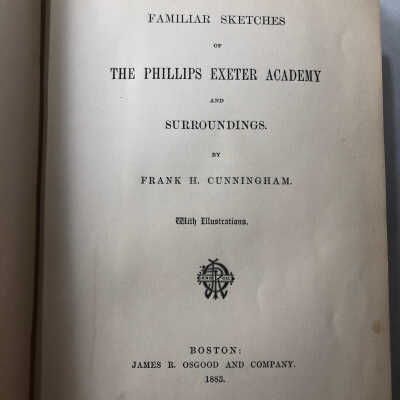 FAMILIAR SKETCHES
OF
THE PHILLIPS EXETER ACADEMY
AND
SURROUNDINGS.
BY
FRANK H. CUNNINGHAM.
With Illustrations.
BOSTON:
JAMES R. OSGOOD AND COMPANY.
1883.